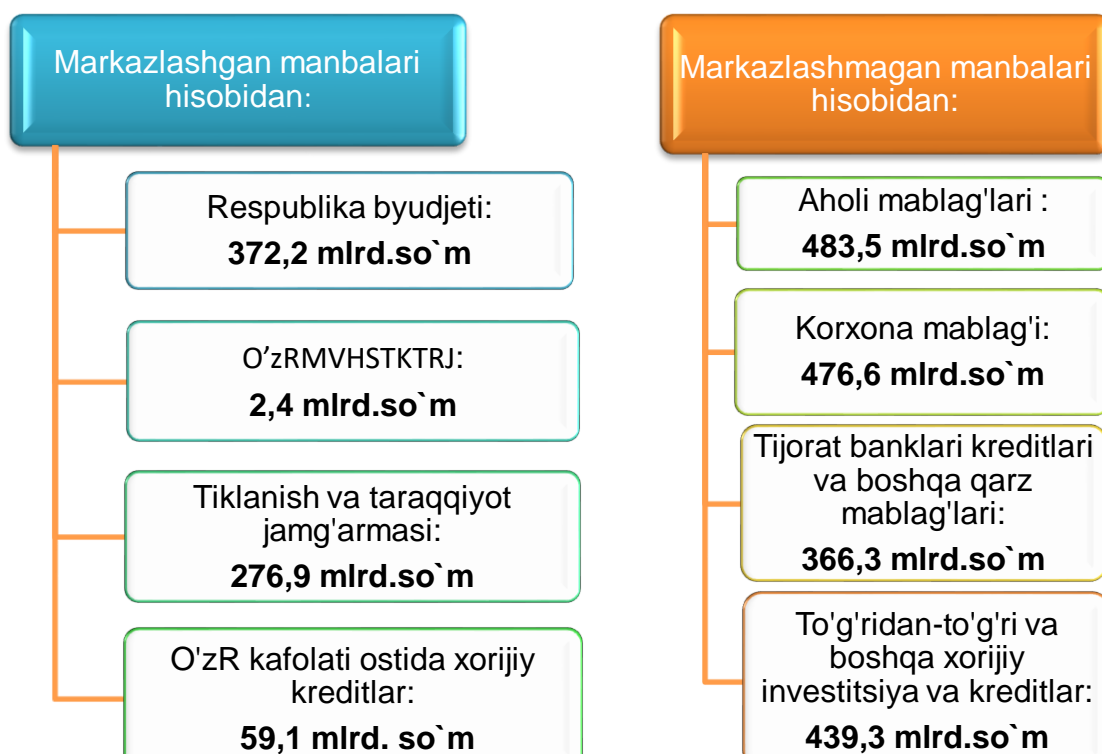 Markazlashgan manbalari
hisobidan:
Respublika byudjeti:
372,2 mlrd.so`m
O’zRMVHSTKTRJ:
2,4 mlrd.so`m
Tiklanish va taraqqiyot
jamg'armasi:
276,9 mlrd.so`m
O'zR kafolati ostida xorijiy
kreditlar:
59,1 mlrd. so`m
Markazlashmagan manbalari
hisobidan:
Aholi mablag'lari :
483,5 mlrd.so`m
Korxona mablag'i:
476,6 mlrd.so`m
Tijorat banklari kreditlari
va boshqa qarz
mablag'lari:
366,3 mlrd.so`m
To'g'ridan-to'g'ri va
boshqa xorijiy
investitsiya va kreditlar:
439,3 mlrd.so`m